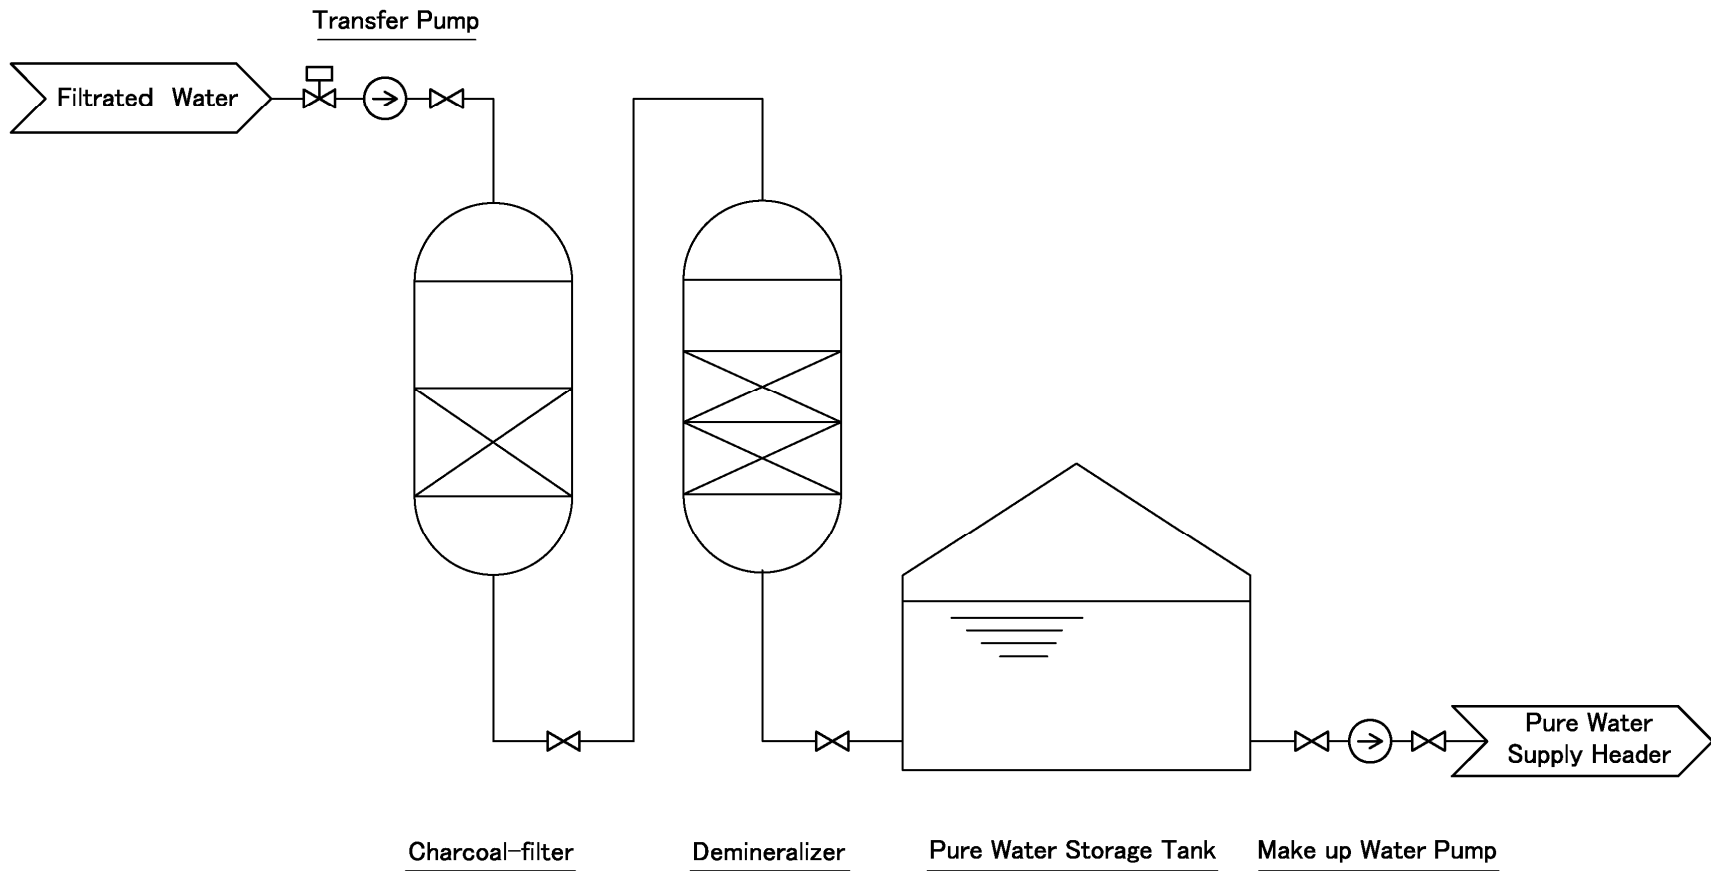 Transfer Pump
Filtrated Water
Pure Water
Supply Header
Charcoal-filter
Demineralizer
Pure Water Storage Tank
Make up Water Pump